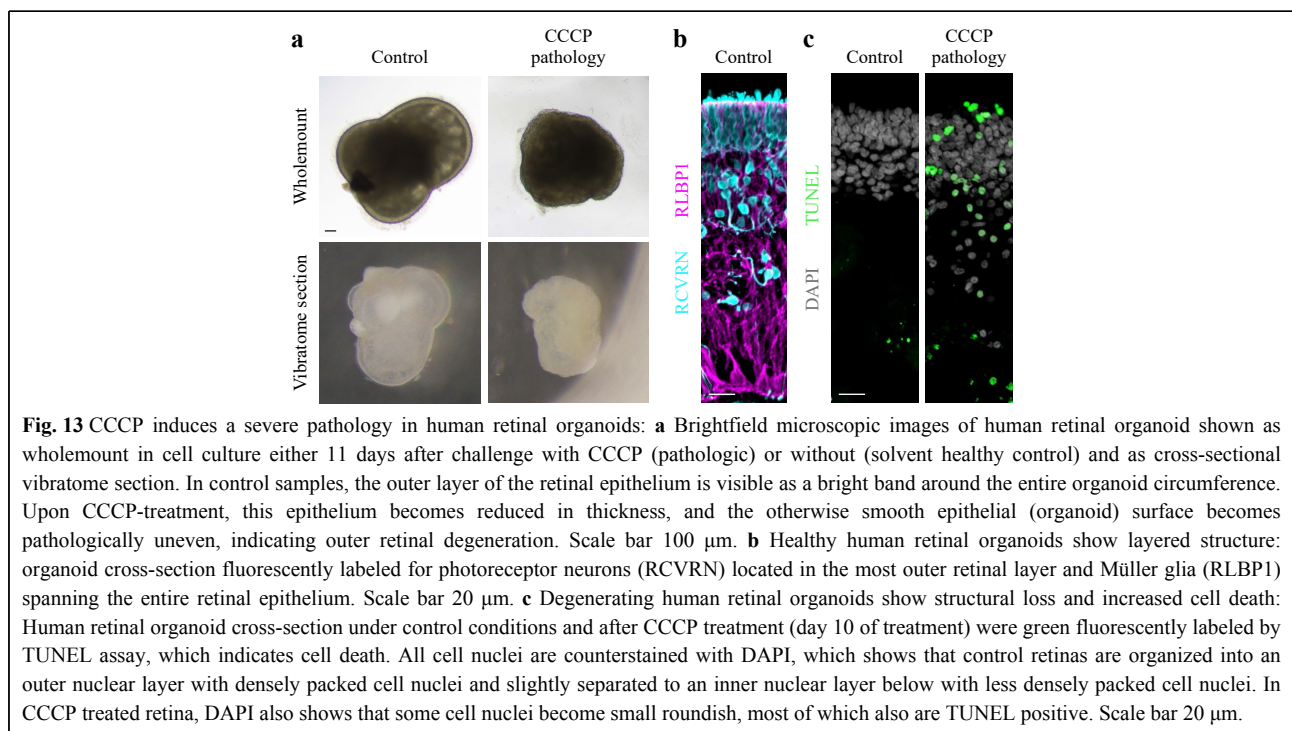 a
Control
CCCP
pathology
Wholemount
Vibratome section
b
Control
RLBP1
RCVRN
c
Control
CCCP
pathology
TUNEL
DAPI
Fig. 13 CCCP induces a severe pathology in human retinal organoids: a Brightfield microscopic images of human retinal organoid shown as
wholemount in cell culture either 11 days after challenge with CCCP (pathologic) or without (solvent healthy control) and as cross-sectional
vibratome section. In control samples, the outer layer of the retinal epithelium is visible as a bright band around the entire organoid circumference.
Upon CCCP-treatment, this epithelium becomes reduced in thickness, and the otherwise smooth epithelial (organoid) surface becomes
pathologically uneven, indicating outer retinal degeneration. Scale bar 100 μm. b Healthy human retinal organoids show layered structure:
organoid cross-section fluorescently labeled for photoreceptor neurons (RCVRN) located in the most outer retinal layer and Müller glia (RLBP1)
spanning the entire retinal epithelium. Scale bar 20 μm. c Degenerating human retinal organoids show structural loss and increased cell death:
Human retinal organoid cross-section under control conditions and after CCCP treatment (day 10 of treatment) were green fluorescently labeled by
TUNEL assay, which indicates cell death. All cell nuclei are counterstained with DAPI, which shows that control retinas are organized into an
outer nuclear layer with densely packed cell nuclei and slightly separated to an inner nuclear layer below with less densely packed cell nuclei. In
CCCP treated retina, DAPI also shows that some cell nuclei become small roundish, most of which also are TUNEL positive. Scale bar 20 μm.